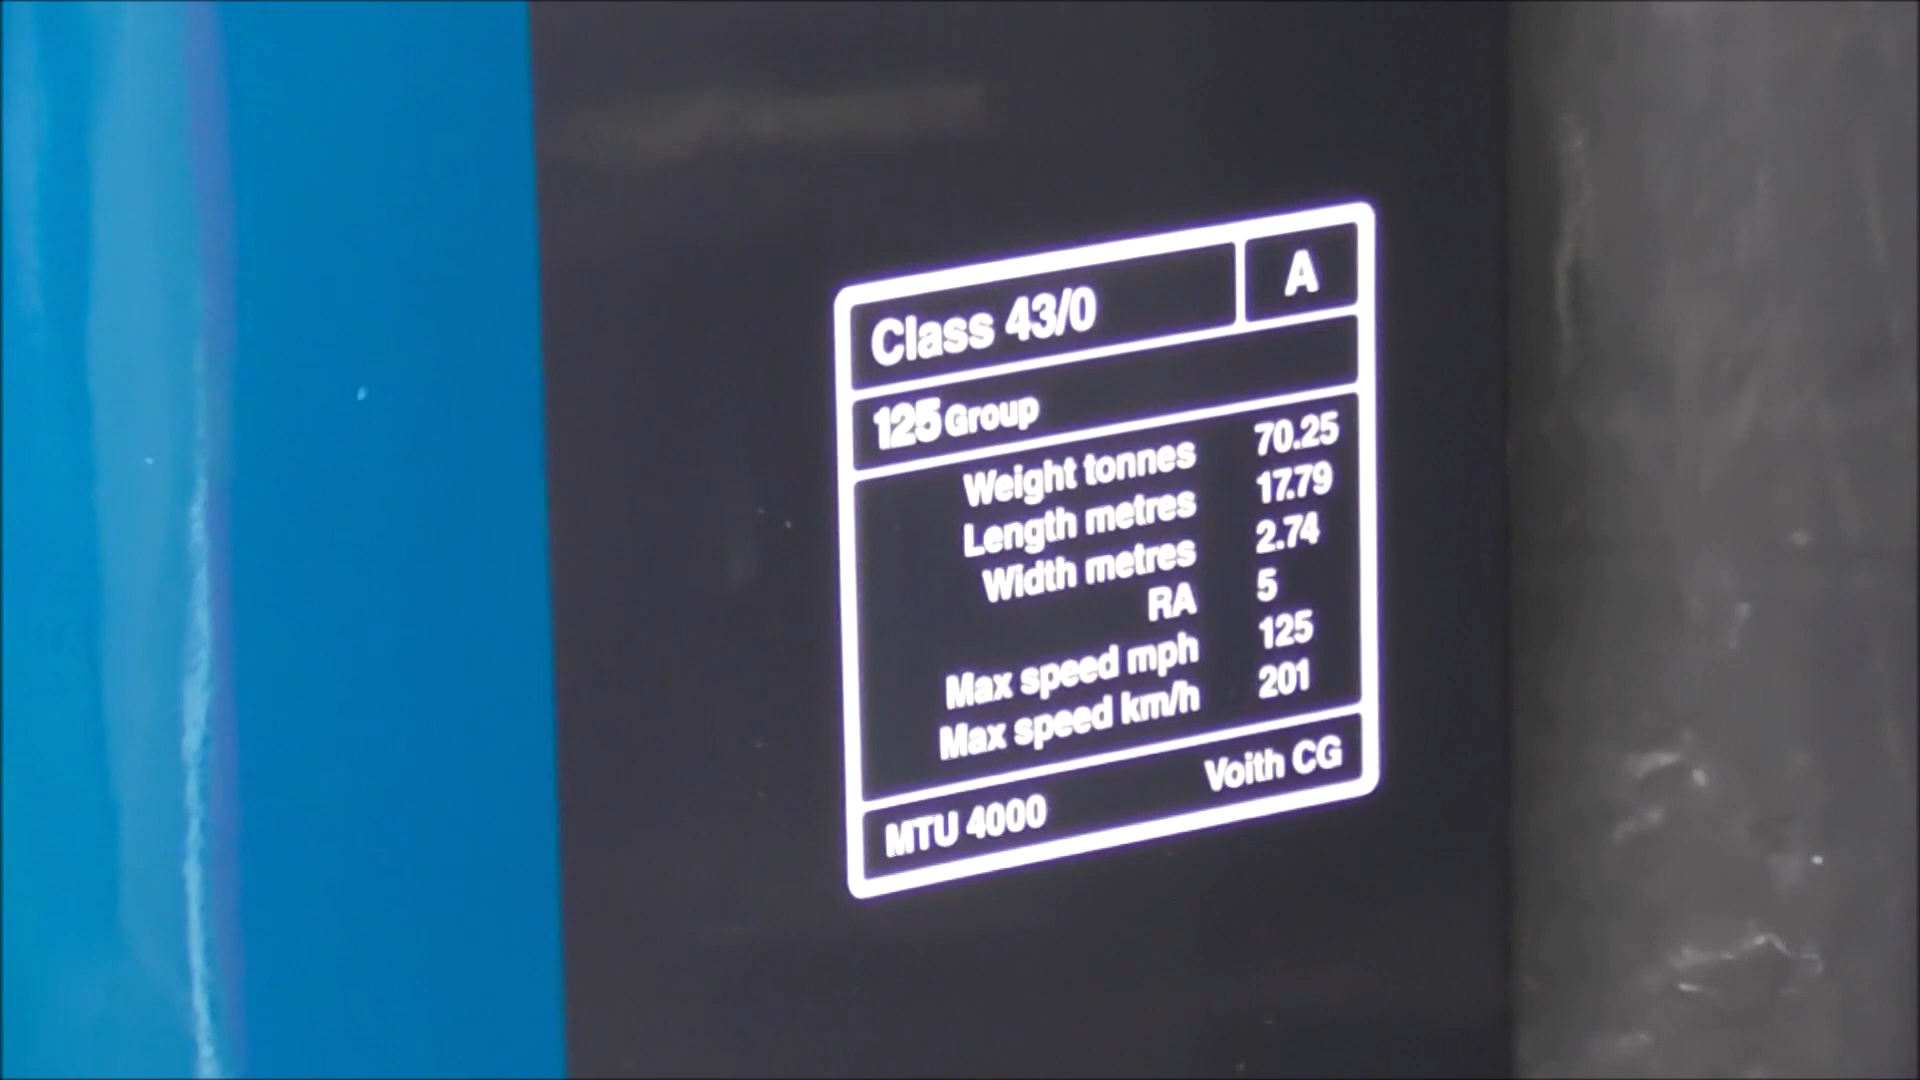 Class 43/0 A
125 Group
Weight tonnes 70.25
Length metres 17.79
Width metres 2.74
RA 5
Max speed mph 125
Max speed km/h 201
MTU 4000 Voith CG